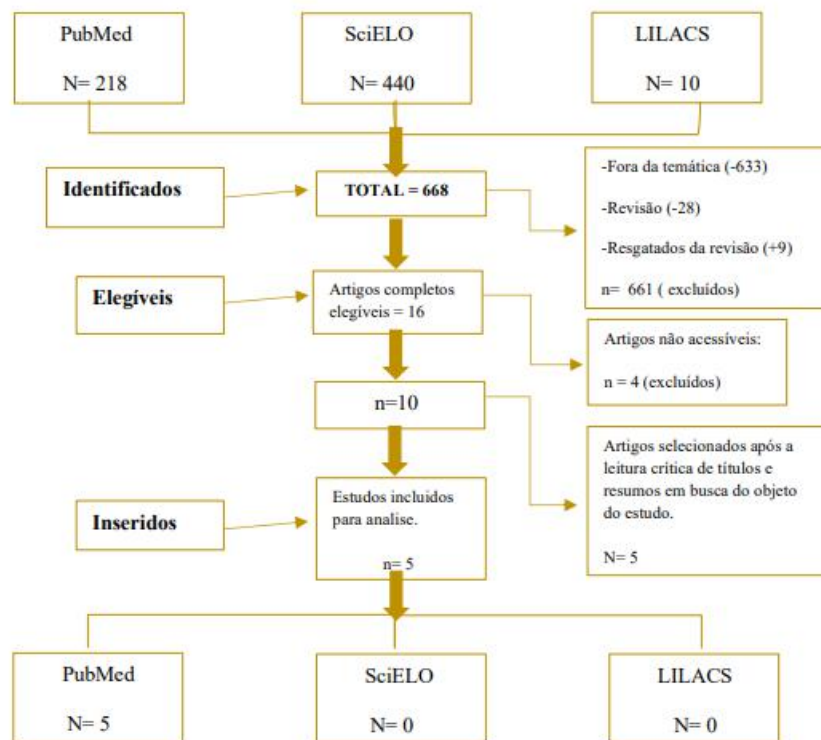 PubMed
N= 218
SciELO
N= 440
LILACS
N= 10
Identificados
TOTAL = 668
-Fora da temática (-633)
-Revisão (-28)
-Resgatados da revisão (+9)
n=  661 ( excluídos)
Elegíveis
Artigos completos
elegíveis = 16
Artigos não acessíveis:
n = 4 (excluídos)
n=10
Artigos selecionados após a
leitura crítica de títulos e
resumos em busca do objeto
do estudo.
N= 5
Inseridos
Estudos incluidos
para analise.
n= 5
PubMed
N= 5
SciELO
N= 0
LILACS
N= 0